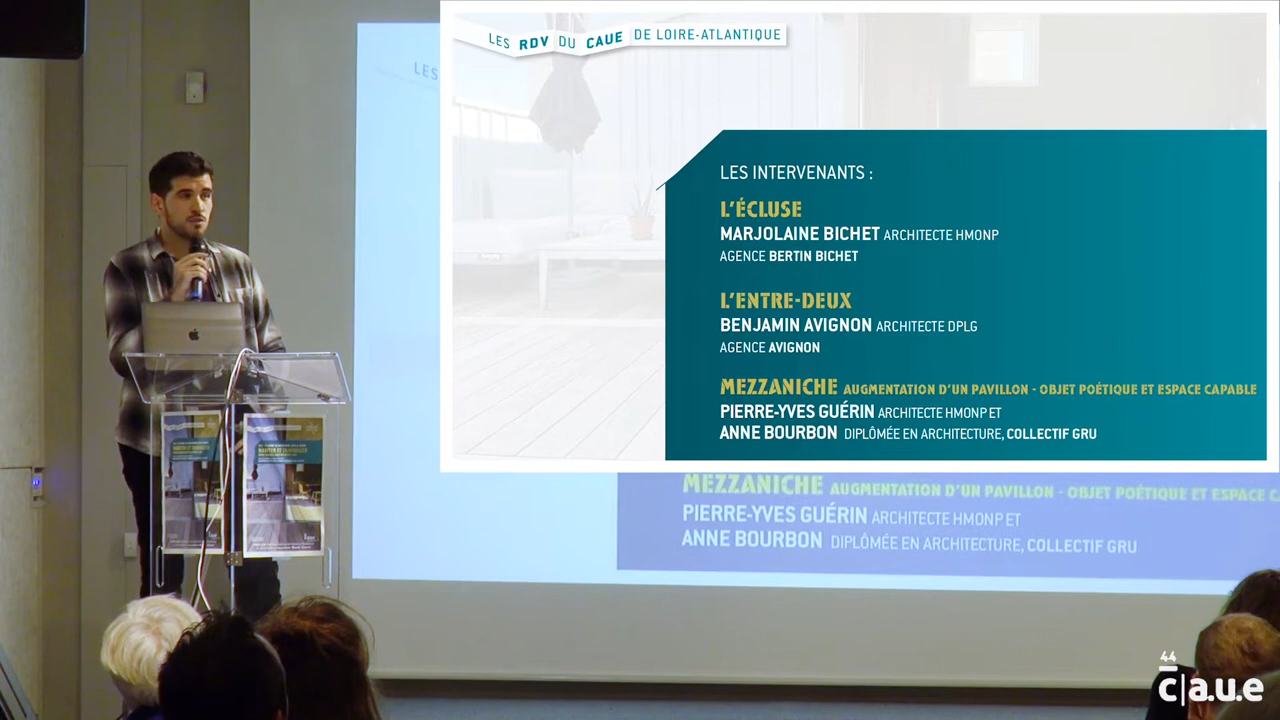 LES RDV DU CAUE DE LOIRE-ATLANTIQUE
LES INTERVENANTS :
L'ÉCLUSE
MARJOLAINE BICHET ARCHITECTE HMONP
AGENCE BERTIN BICHET
L'ENTRE-DEUX
BENJAMIN AVIGNON ARCHITECTE DPLG
AGENCE AVIGNON
MEZZANICHE AUGMENTATION D'UN PAVILLON - OBJET POÉTIQUE ET ESPACE CAPABLE
PIERRE-YVES GUÉRIN ARCHITECTE HMONP ET
ANNE BOURBON DIPLÔMÉE EN ARCHITECTURE, COLLECTIF GRU
LES
MEZZANICHE AUGMENTATION D'UN PAVILLON - OBJET POÉTIQUE ET ESPACE
PIERRE-YVES GUÉRIN ARCHITECTE HMONP ET
ANNE BOURBON DIPLÔMÉE EN ARCHITECTURE, COLLECTIF GRU
44
c|a.u.e